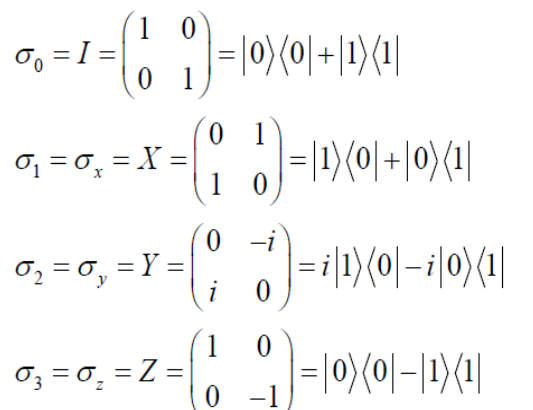 σ₀ = I = (1 0; 0 1) = |0⟩⟨0| + |1⟩⟨1|
σ₁ = σₓ = X = (0 1; 1 0) = |1⟩⟨0| + |0⟩⟨1|
σ₂ = σ_y = Y = (0 -i; i 0) = i|1⟩⟨0| - i|0⟩⟨1|
σ₃ = σ_z = Z = (1 0; 0 -1) = |0⟩⟨0| - |1⟩⟨1|